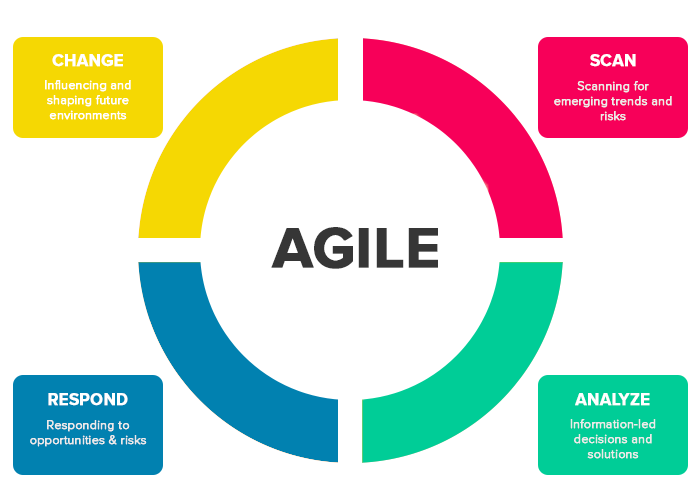 CHANGE
Influencing and
shaping future
environments
SCAN
Scanning for
emerging trends and
risks
AGILE
RESPOND
Responding to
opportunities & risks
ANALYZE
Information-led
decisions and
solutions